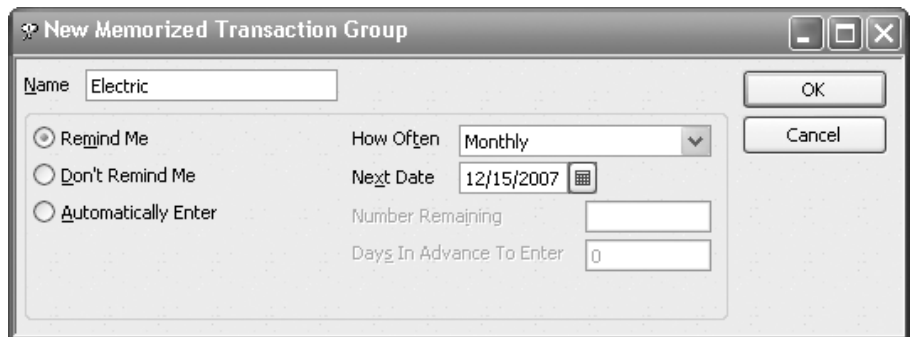 New Memorized Transaction Group
Name Electric
OK
Remind Me
How Often Monthly
Cancel
Don't Remind Me
Next Date 12/15/2007
Automatically Enter
Number Remaining
Days In Advance To Enter 0